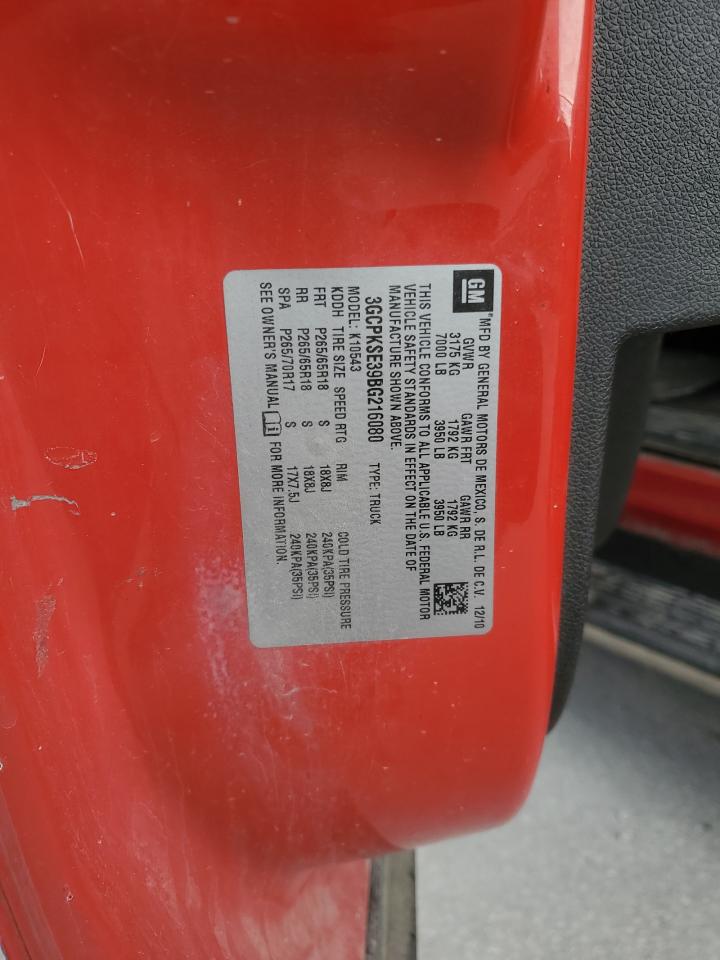 GM
*MFD BY GENERAL MOTORS DE MEXICO, S. DE R.L. DE C.V. 12/10
GVWR GAWR FRT GAWR RR
3175 KG 1792 KG 1792 KG
7000 LB 3950 LB 3950 LB
THIS VEHICLE CONFORMS TO ALL APPLICABLE U.S. FEDERAL MOTOR
VEHICLE SAFETY STANDARDS IN EFFECT ON THE DATE OF
MANUFACTURE SHOWN ABOVE.
3GCPKSE39BG216080 TYPE: TRUCK
MODEL: K10543
KDDH TIRE SIZE SPEED RTG RIM COLD TIRE PRESSURE
FRT P265/65R18 S 18X8J 240KPA(35PSI)
RR P265/65R18 S 18X8J 240KPA(35PSI)
SPA P265/70R17 S 17X7.5J 240KPA(35PSI)
SEE OWNER'S MANUAL FOR MORE INFORMATION.